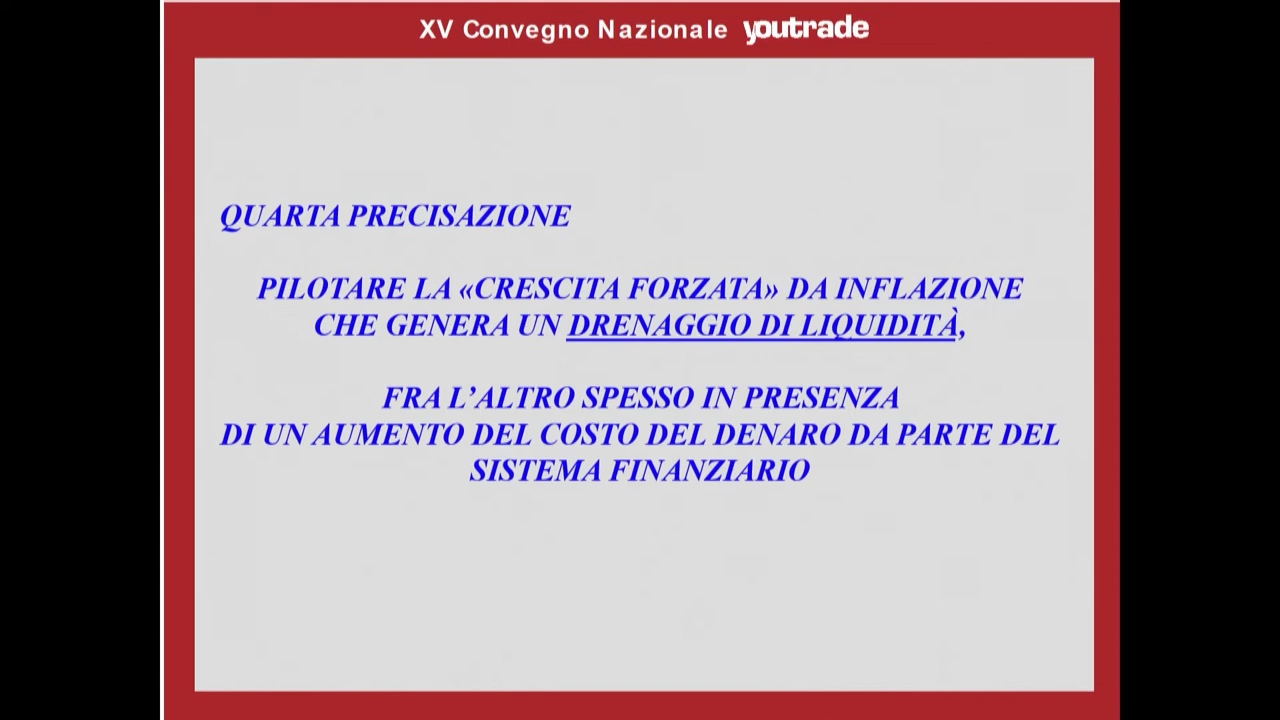 XV Convegno Nazionale youtrade
QUARTA PRECISAZIONE
PILOTARE LA «CRESCITA FORZATA» DA INFLAZIONE
CHE GENERA UN DRENAGGIO DI LIQUIDITÀ,
FRA L’ALTRO SPESSO IN PRESENZA
DI UN AUMENTO DEL COSTO DEL DENARO DA PARTE DEL
SISTEMA FINANZIARIO